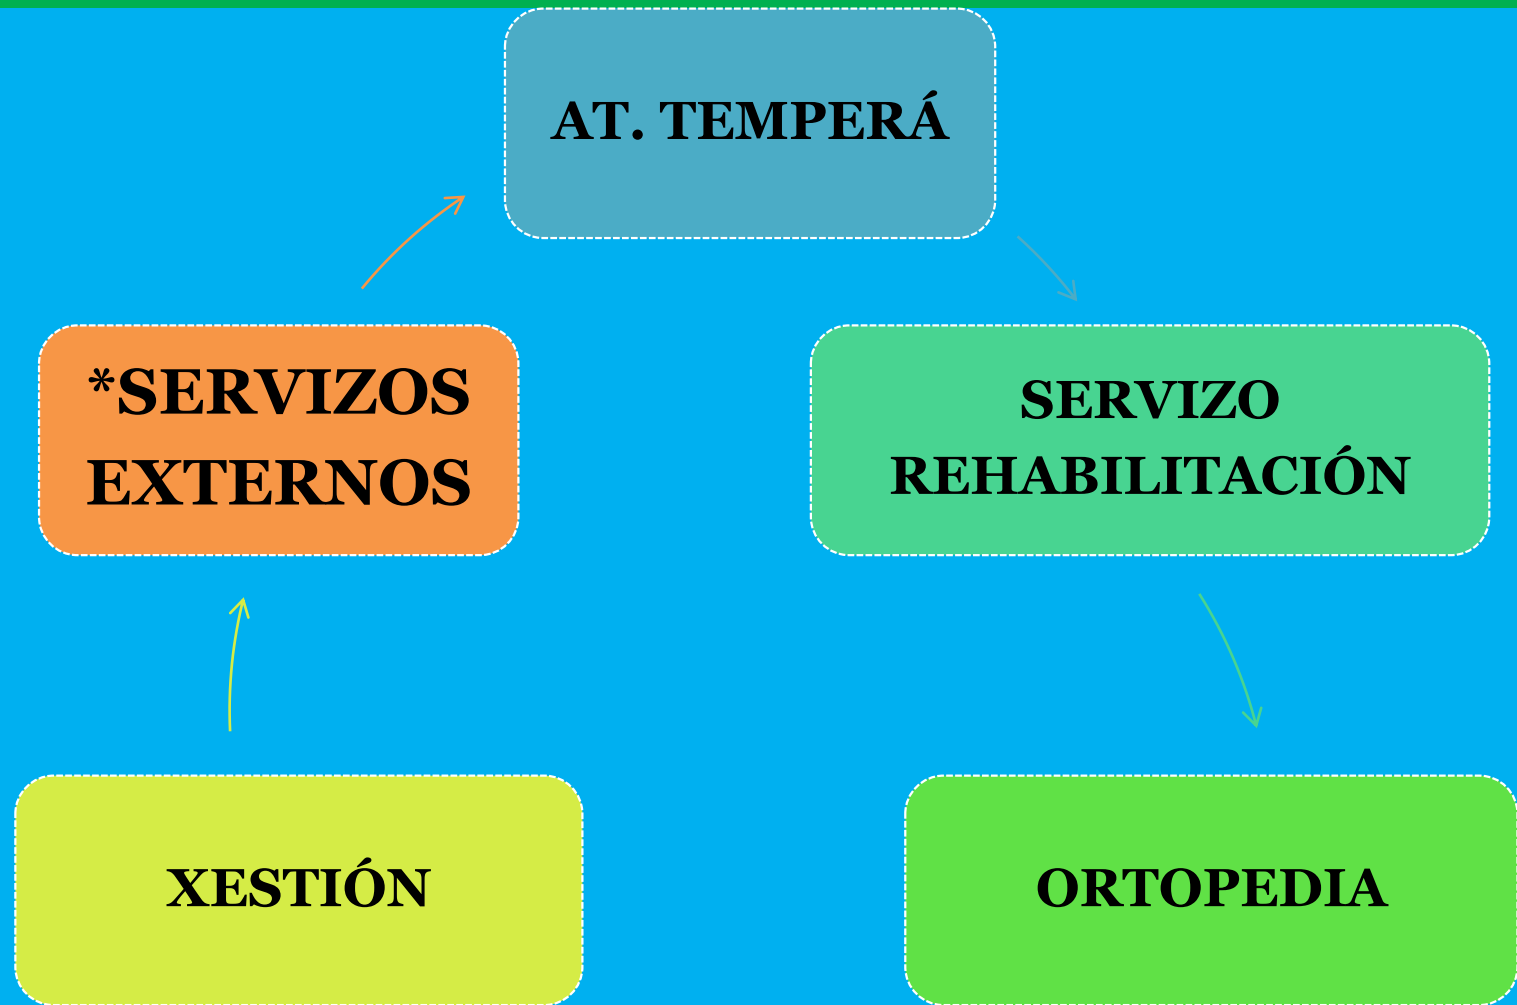 AT. TEMPERÁ
*SERVIZOS
EXTERNOS
SERVIZO
REHABILITACIÓN
XESTIÓN
ORTOPEDIA